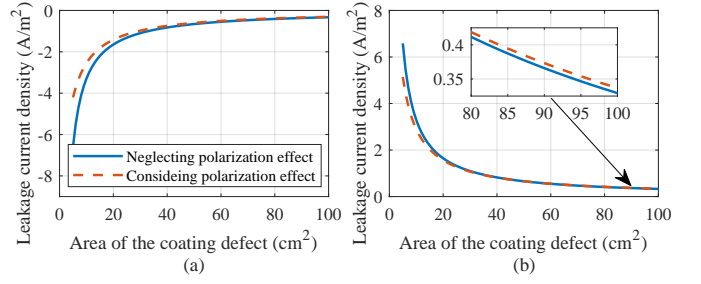 Leakage current density (A/m²)
0
-2
-4
-6
-8
Neglecting polarization effect
Consideing polarization effect
0 20 40 60 80 100
Area of the coating defect (cm²)
(a)
Leakage current density (A/m²)
8
6
4
2
0
0.4
0.35
80 85 90 95 100
0 20 40 60 80 100
Area of the coating defect (cm²)
(b)